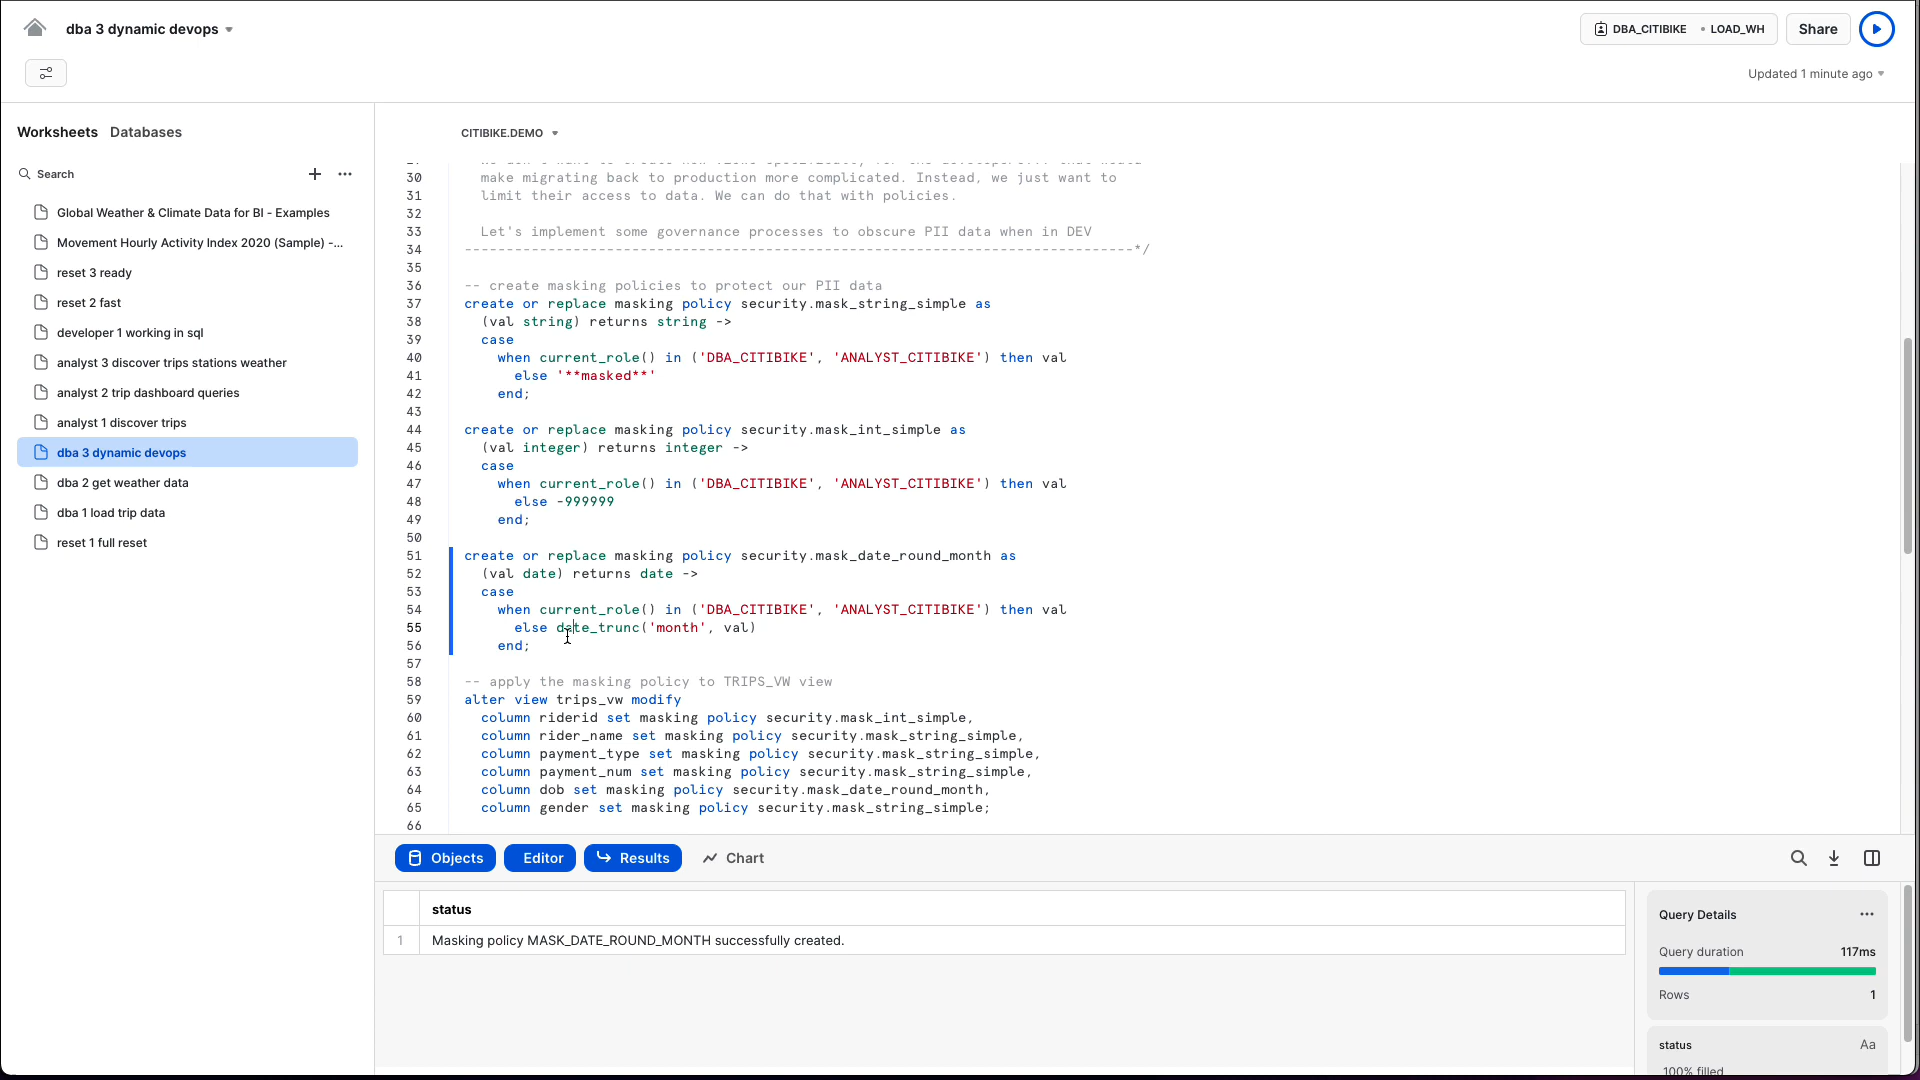 dba 3 dynamic devops
DBA_CITIBIKE • LOAD_WH
Share
Updated 1 minute ago
Worksheets Databases
Search
Global Weather & Climate Data for BI - Examples
Movement Hourly Activity Index 2020 (Sample) -...
reset 3 ready
reset 2 fast
developer 1 working in sql
analyst 3 discover trips stations weather
analyst 2 trip dashboard queries
analyst 1 discover trips
dba 3 dynamic devops
dba 2 get weather data
dba 1 load trip data
reset 1 full reset
CITIBIKE.DEMO
30 make migrating back to production more complicated. Instead, we just want to
31 limit their access to data. We can do that with policies.
32
33 Let's implement some governance processes to obscure PII data when in DEV
34 --------------------------------------------------------------------------------*/
35
36 -- create masking policies to protect our PII data
37 create or replace masking policy security.mask_string_simple as
38 (val string) returns string ->
39 case
40 when current_role() in ('DBA_CITIBIKE', 'ANALYST_CITIBIKE') then val
41 else '**masked**'
42 end;
43
44 create or replace masking policy security.mask_int_simple as
45 (val integer) returns integer ->
46 case
47 when current_role() in ('DBA_CITIBIKE', 'ANALYST_CITIBIKE') then val
48 else -999999
49 end;
50
51 create or replace masking policy security.mask_date_round_month as
52 (val date) returns date ->
53 case
54 when current_role() in ('DBA_CITIBIKE', 'ANALYST_CITIBIKE') then val
55 else date_trunc('month', val)
56 end;
57
58 -- apply the masking policy to TRIPS_VW view
59 alter view trips_vw modify
60 column riderid set masking policy security.mask_int_simple,
61 column rider_name set masking policy security.mask_string_simple,
62 column payment_type set masking policy security.mask_string_simple,
63 column payment_num set masking policy security.mask_string_simple,
64 column dob set masking policy security.mask_date_round_month,
65 column gender set masking policy security.mask_string_simple;
66
Objects Editor Results Chart
status
1 Masking policy MASK_DATE_ROUND_MONTH successfully created.
Query Details ...
Query duration 117ms
Rows 1
status Aa
100% filled